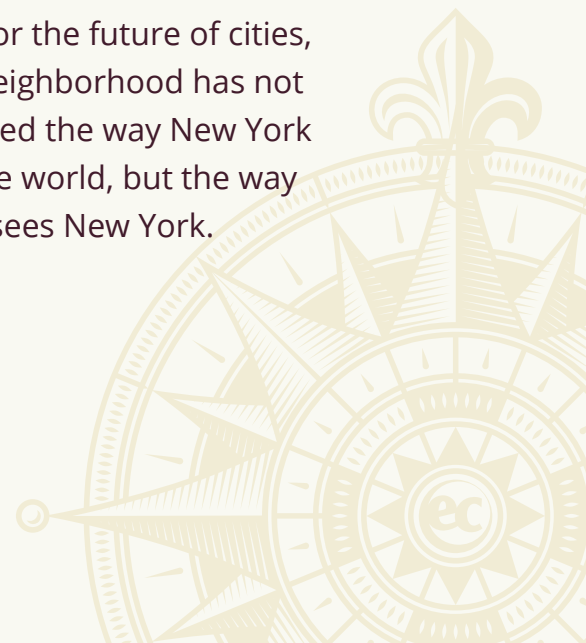 or the future of cities,
eighborhood has not
ed the way New York
e world, but the way
sees New York.
ec